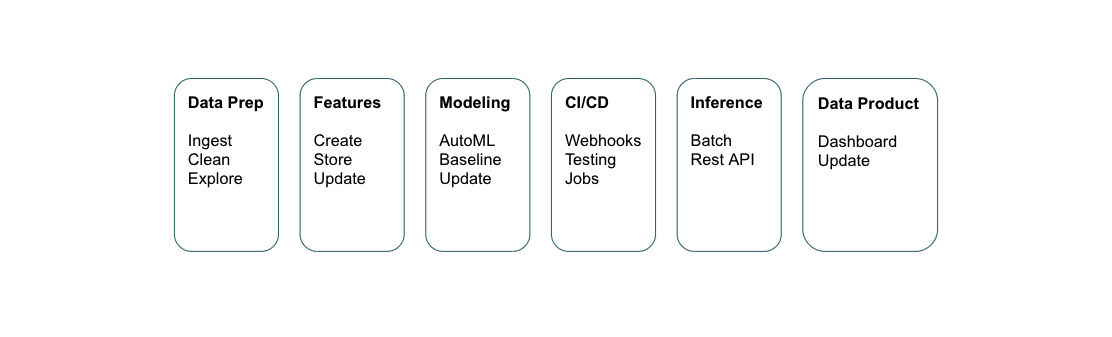 Data Prep
Ingest
Clean
Explore
Features
Create
Store
Update
Modeling
AutoML
Baseline
Update
CI/CD
Webhooks
Testing
Jobs
Inference
Batch
Rest API
Data Product
Dashboard
Update